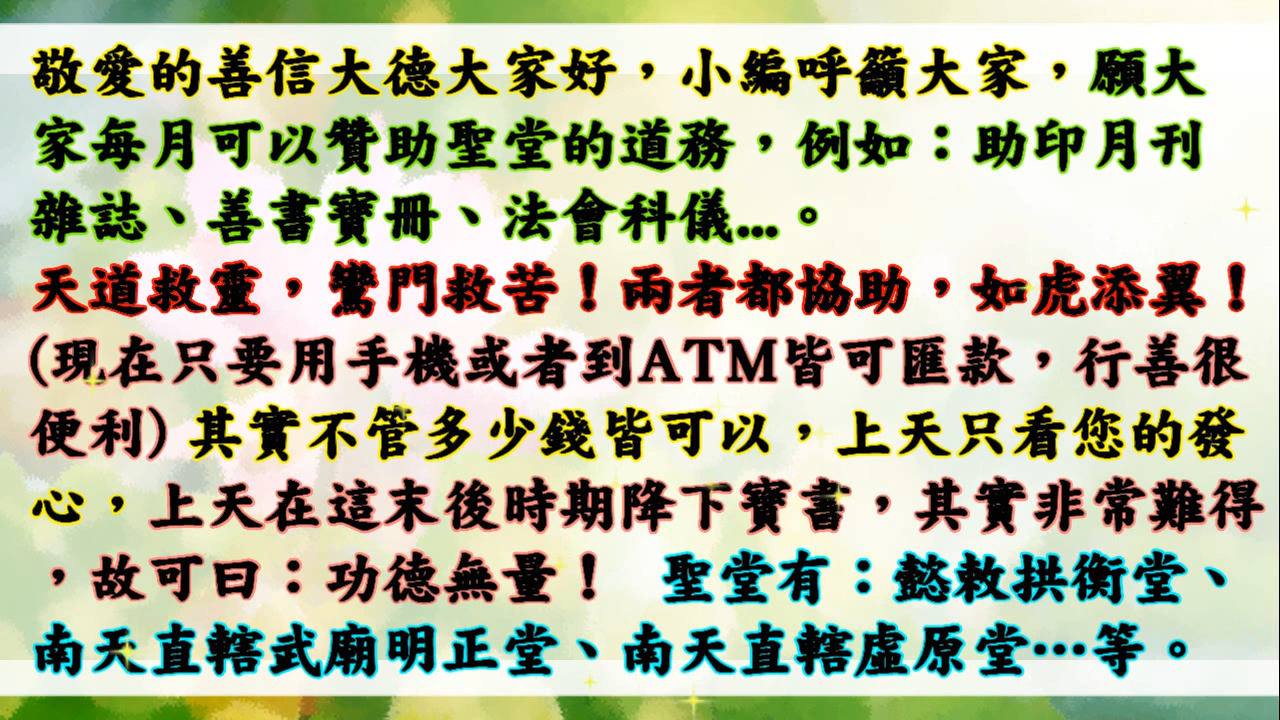 敬愛的善信大德大家好，小編呼籲大家，願大
家每月可以贊助聖堂的道務，例如：助印月刊
雜誌、善書寶冊、法會科儀...。
天道救靈，鸞門救苦！兩者都協助，如虎添翼！
(現在只要用手機或者到ATM皆可匯款，行善很
便利) 其實不管多少錢皆可以，上天只看您的發
心，上天在這末後時期降下寶書，其實非常難得
，故可曰：功德無量！ 聖堂有：懿敕拱衡堂、
南天直轄武廟明正堂、南天直轄虛原堂…等。